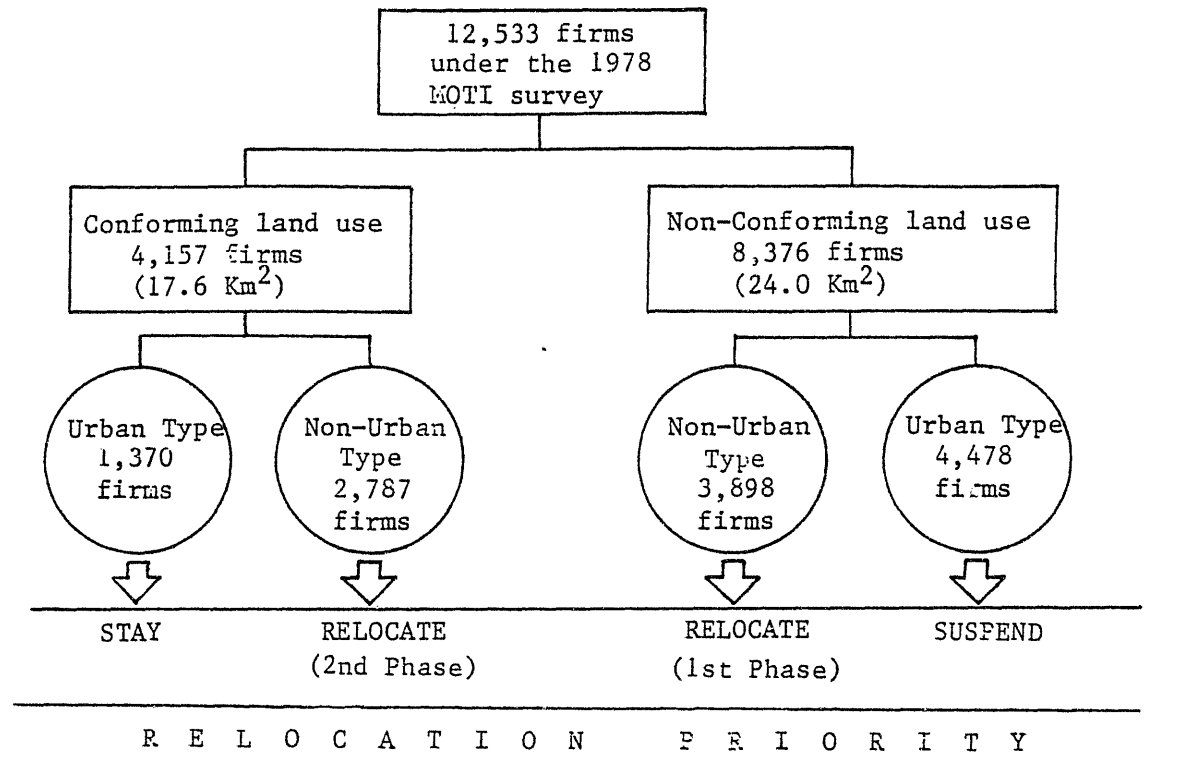 12,533 firms
under the 1978
MOTI survey
Conforming land use
4,157 firms
(17.6 Km²)
Non-Conforming land use
8,376 firms
(24.0 Km²)
Urban Type
1,370
firms
Non-Urban
Type
2,787
firms
Non-Urban
Type
3,898
firms
Urban Type
4,478
firms
STAY
RELOCATE
(2nd Phase)
RELOCATE
(1st Phase)
SUSPEND
RELOCATION PRIORITY